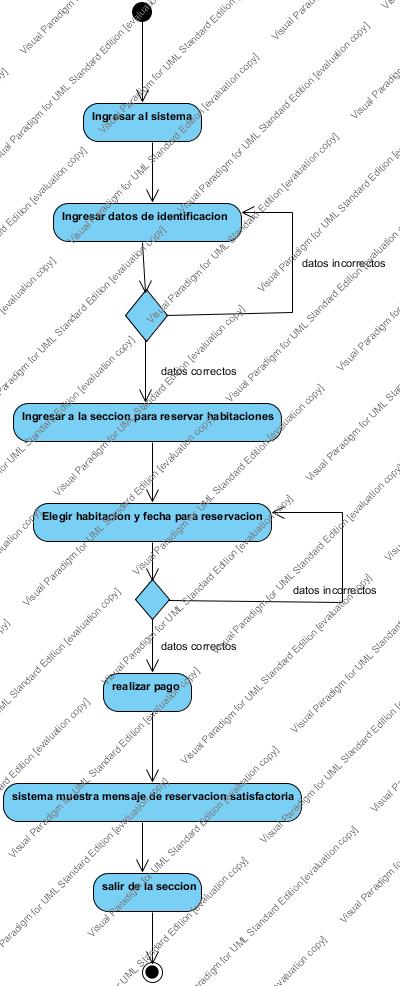 Ingresar al sistema
Ingresar datos de identificacion
datos incorrectos
datos correctos
Ingresar a la seccion para reservar habitaciones
Elegir habitacion y fecha para reservacion
datos incorrectos
datos correctos
realizar pago
sistema muestra mensaje de reservacion satisfactoria
salir de la seccion
Visual Paradigm for UML Standard Edition [evaluation copy]